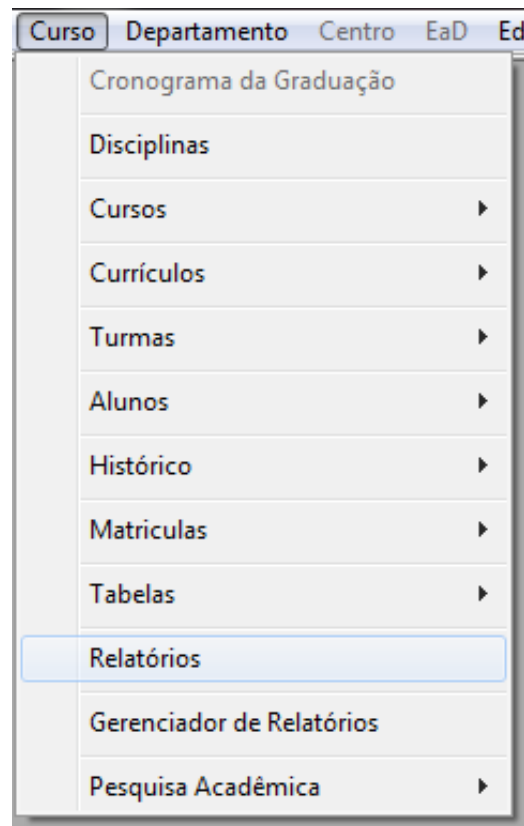 Curso Departamento Centro EaD Ed
Cronograma da Graduação
Disciplinas
Cursos
Currículos
Turmas
Alunos
Histórico
Matriculas
Tabelas
Relatórios
Gerenciador de Relatórios
Pesquisa Acadêmica